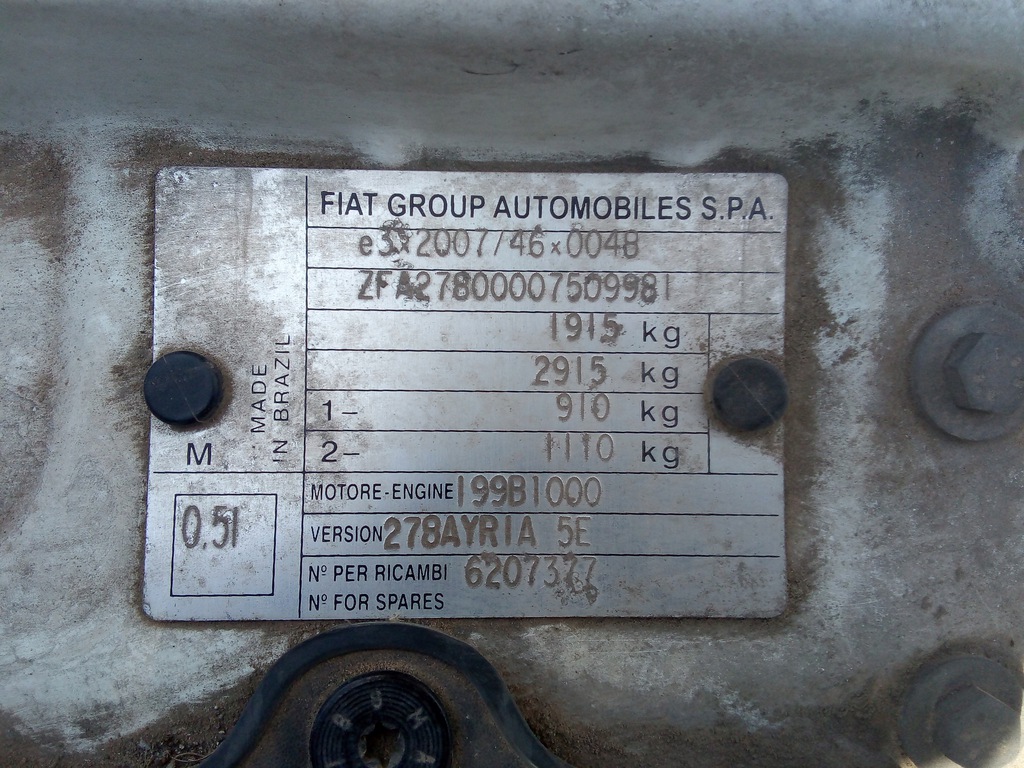 FIAT GROUP AUTOMOBILES S.P.A.
e3*2007/46*0048
ZFA27800007509981
1915 kg
2915 kg
1- 910 kg
2- 1110 kg
MADE
IN BRAZIL
M
0.51
MOTORE-ENGINE 199B1000
VERSION 278AYR1A 5E
Nº PER RICAMBI 6207377
Nº FOR SPARES